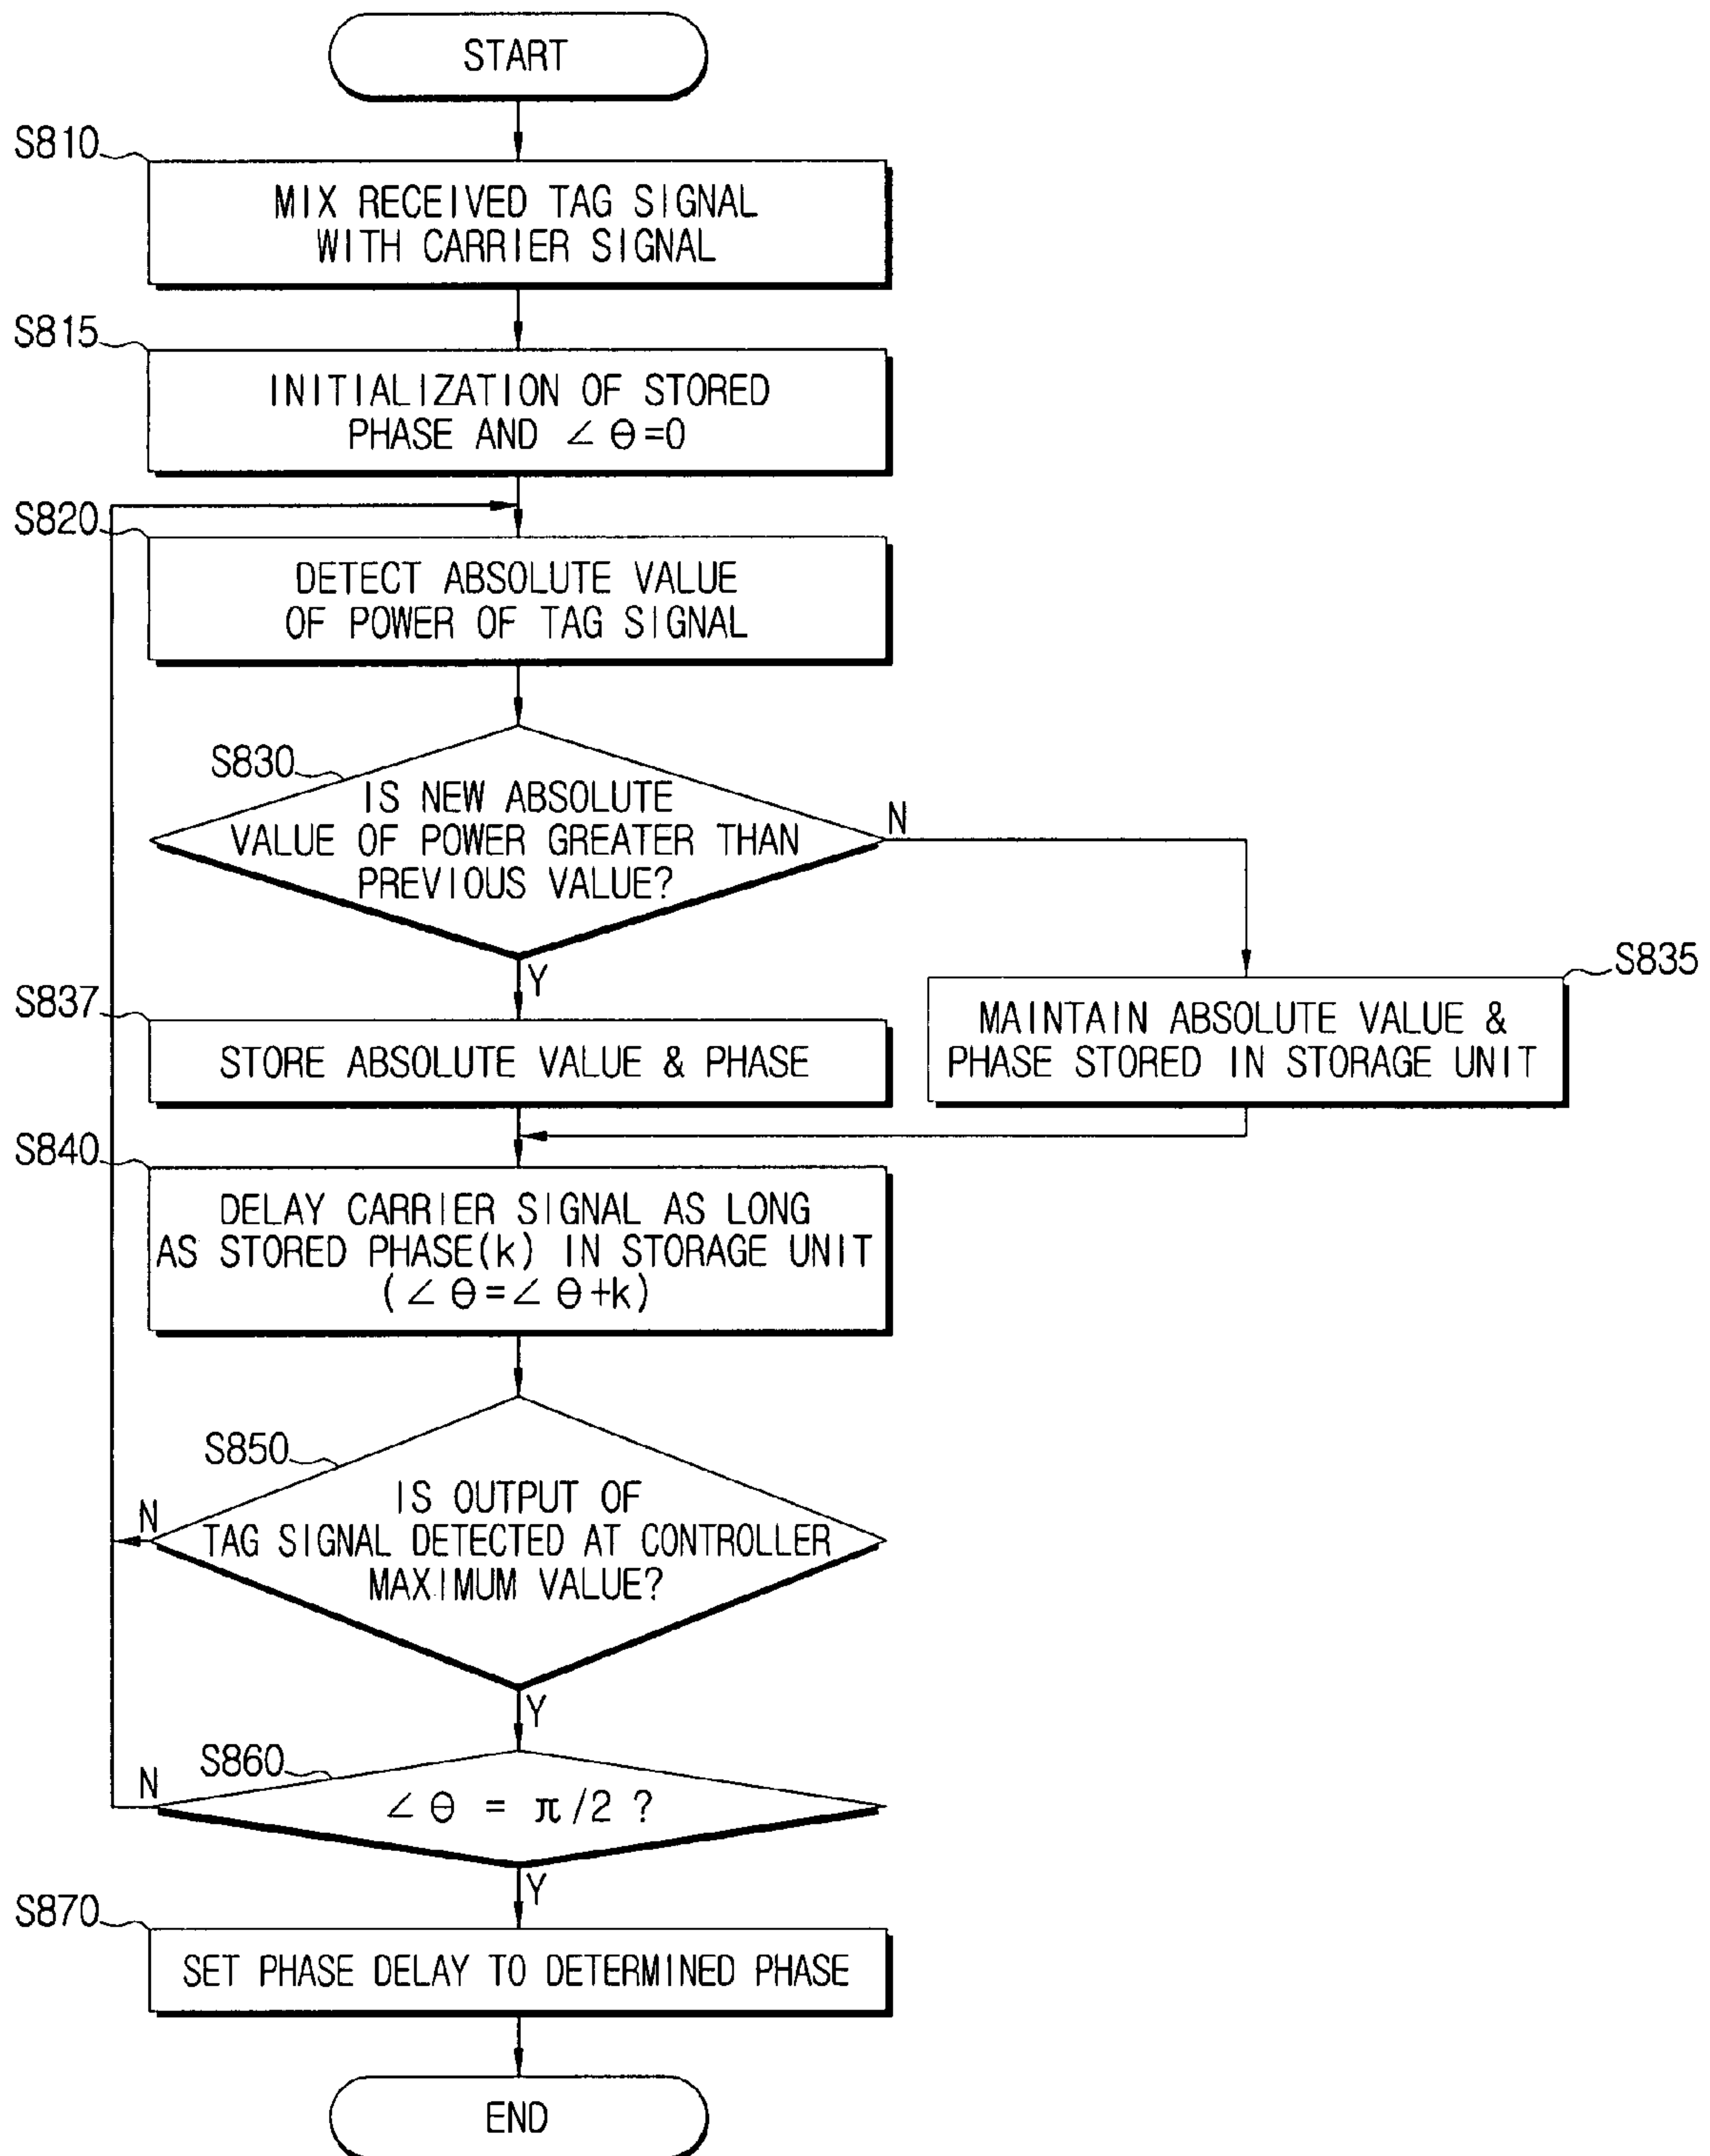 START
S810
MIX RECEIVED TAG SIGNAL
WITH CARRIER SIGNAL
S815
INITIALIZATION OF STORED
PHASE AND ∠θ=0
S820
DETECT ABSOLUTE VALUE
OF POWER OF TAG SIGNAL
S830
IS NEW ABSOLUTE
VALUE OF POWER GREATER THAN
PREVIOUS VALUE?
N
Y
S835
MAINTAIN ABSOLUTE VALUE &
PHASE STORED IN STORAGE UNIT
S837
STORE ABSOLUTE VALUE & PHASE
S840
DELAY CARRIER SIGNAL AS LONG
AS STORED PHASE(k) IN STORAGE UNIT
(∠θ=∠θ+k)
S850
IS OUTPUT OF
TAG SIGNAL DETECTED AT CONTROLLER
MAXIMUM VALUE?
N
Y
S860
∠θ = π/2 ?
N
Y
S870
SET PHASE DELAY TO DETERMINED PHASE
END